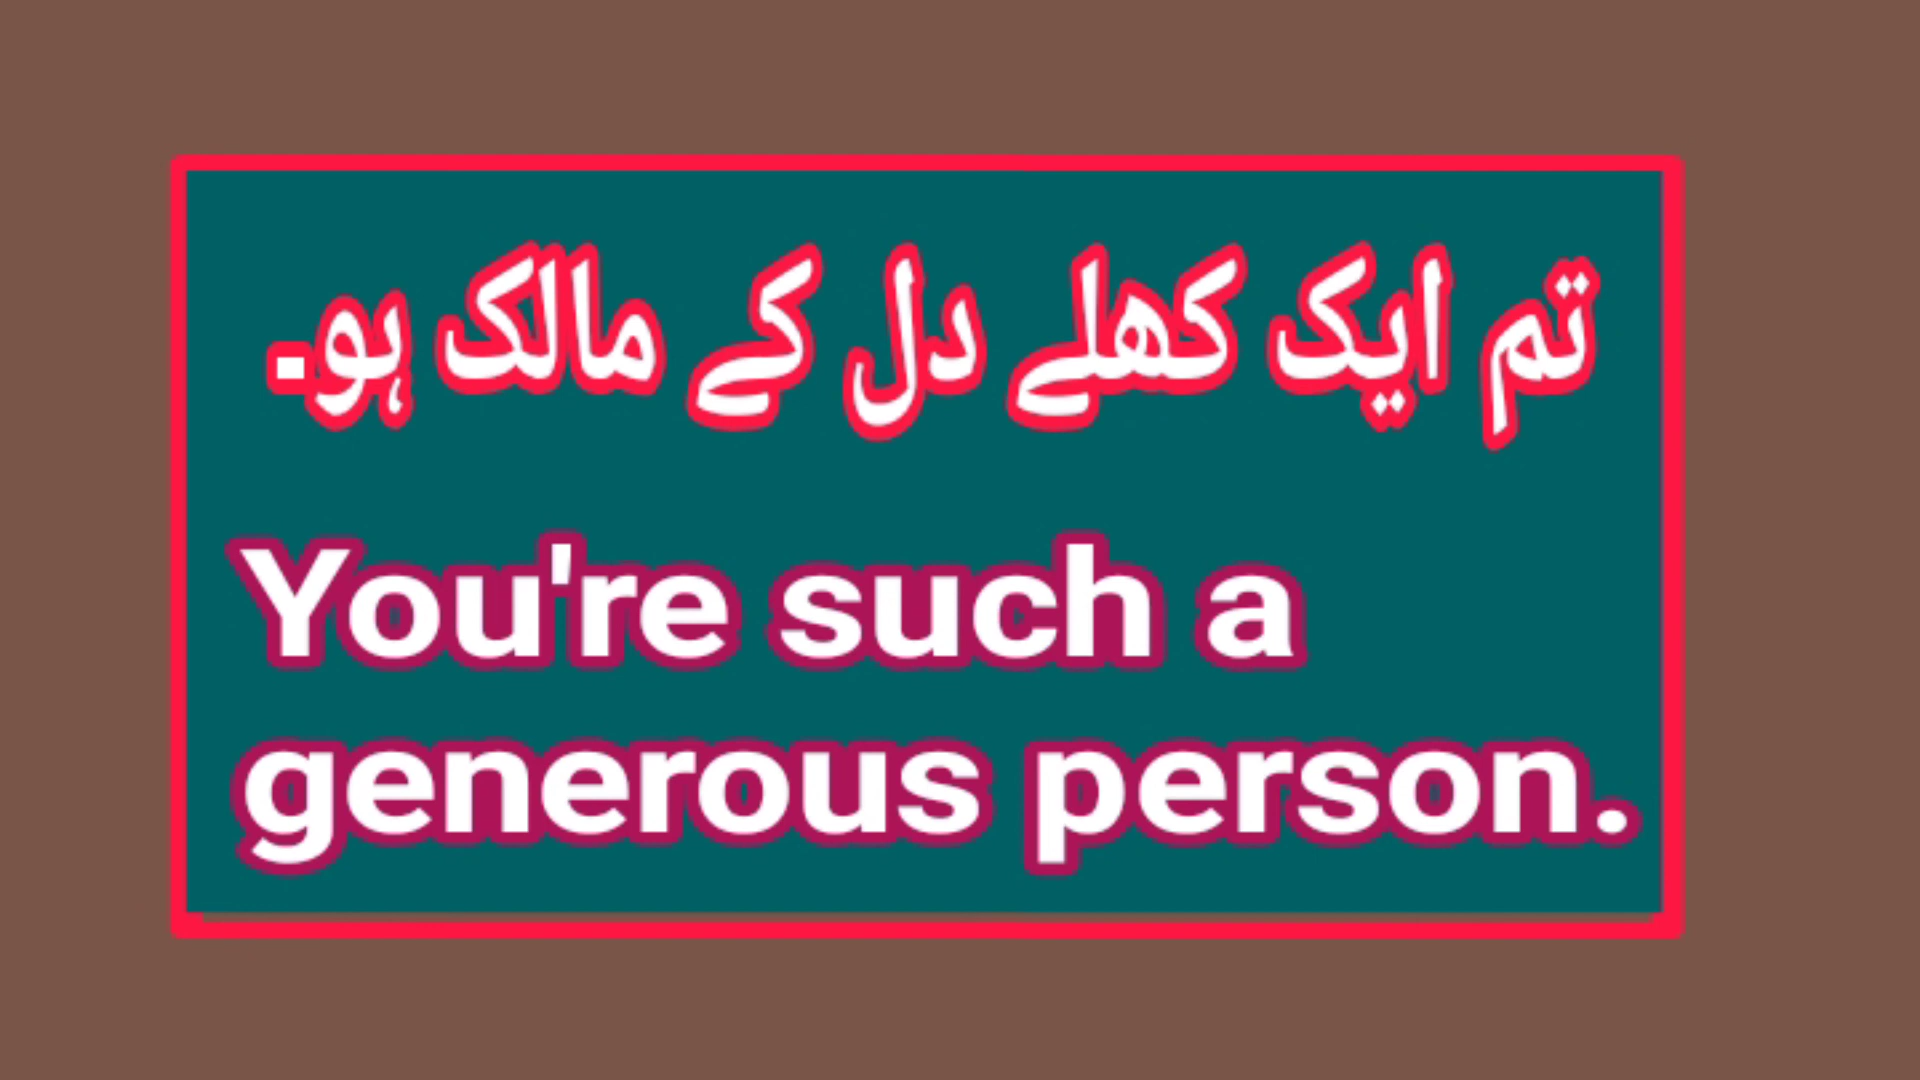 تم ایک کھلے دل کے مالک ہو۔
You're such a
generous person.